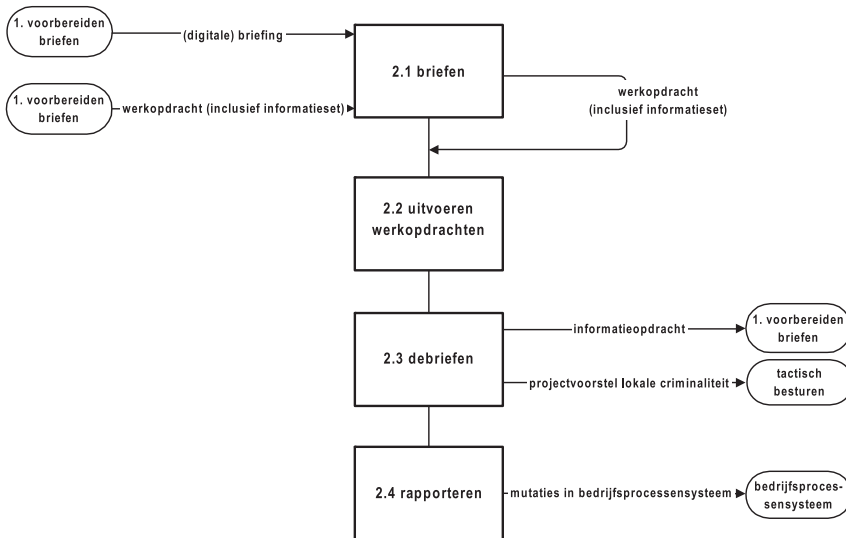 1. voorbereiden
briefen
(digitale) briefing
2.1 briefen
werkopdracht
(inclusief informatieset)
1. voorbereiden
briefen
werkopdracht (inclusief informatieset)
2.2 uitvoeren
werkopdrachten
2.3 debriefen
informatieopdracht
1. voorbereiden
briefen
projectvoorstel lokale criminaliteit
tactisch
besturen
2.4 rapporteren
mutaties in bedrijfsprocessensysteem
bedrijfsproces-
sensysteem